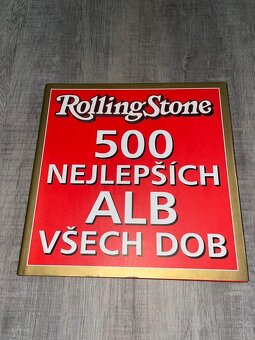 RollingStone
500
NEJLEPŠÍCH
ALB
VŠECH DOB